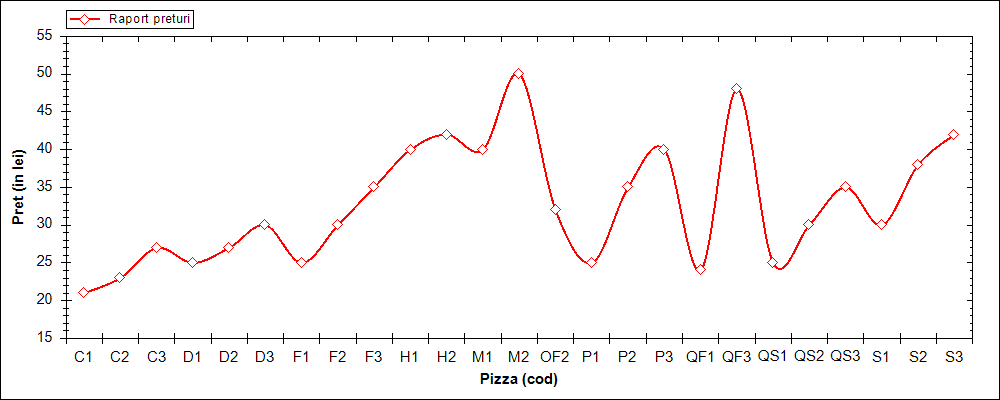 Raport preturi
55
50
45
40
35
30
25
20
15
Pret (in lei)
C1 C2 C3 D1 D2 D3 F1 F2 F3 H1 H2 M1 M2 OF2 P1 P2 P3 QF1 QF3 QS1 QS2 QS3 S1 S2 S3
Pizza (cod)